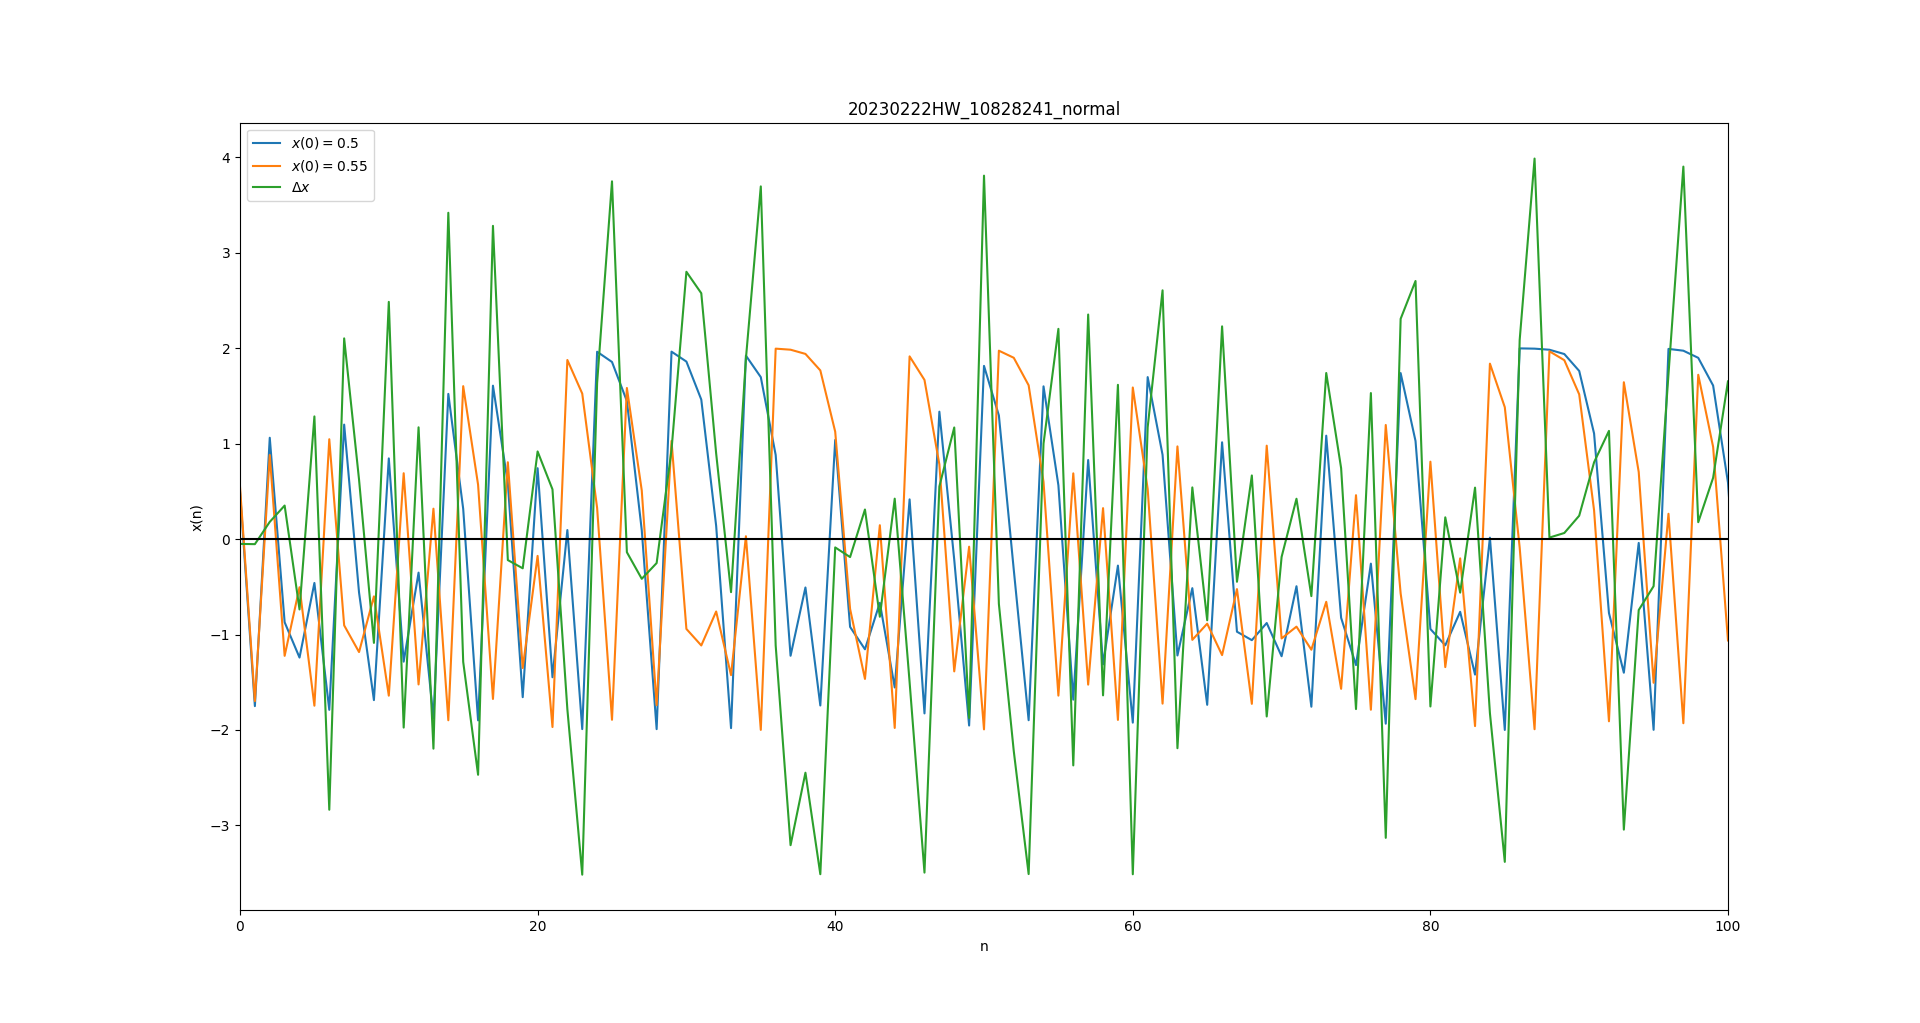 20230222HW_10828241_normal
x(0) = 0.5
x(0) = 0.55
Δx
x(n)
4
3
2
1
0
−1
−2
−3
0 20 40 60 80 100
n